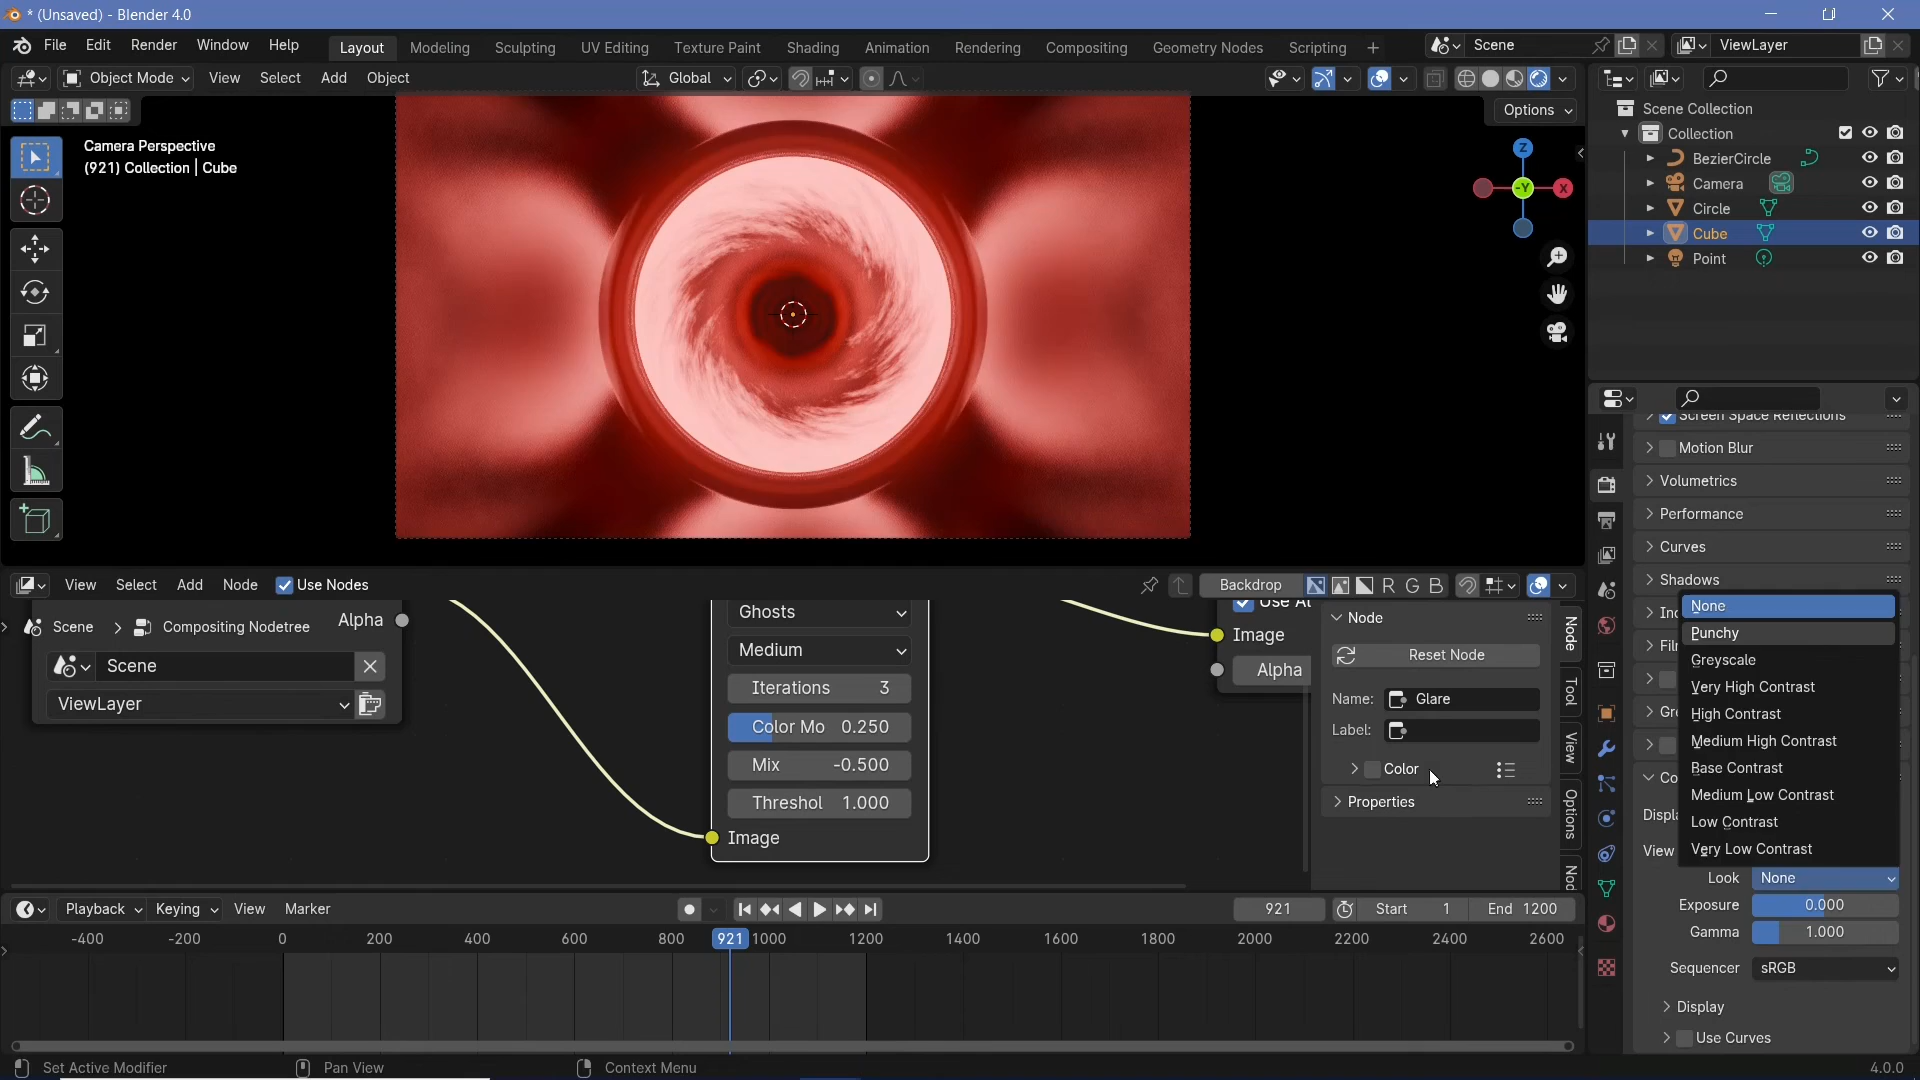 * (Unsaved) - Blender 4.0
File Edit Render Window Help
Layout Modeling Sculpting UV Editing Texture Paint Shading Animation Rendering Compositing Geometry Nodes Scripting +
Scene
ViewLayer
Object Mode View Select Add Object
Global
Options
Camera Perspective
(921) Collection | Cube
Z
-Y
X
Scene Collection
Collection
BezierCircle
Camera
Circle
Cube
Point
Screen Space Reflections
Motion Blur
Volumetrics
Performance
Curves
Shadows
None
Punchy
Greyscale
Very High Contrast
High Contrast
Medium High Contrast
Base Contrast
Medium Low Contrast
Low Contrast
Very Low Contrast
View
Look None
Exposure 0.000
Gamma 1.000
Sequencer sRGB
Display
Use Curves
View Select Add Node Use Nodes
Backdrop
R G B
Scene > Compositing Nodetree
Alpha
Scene
ViewLayer
Ghosts
Medium
Iterations 3
Color Mo 0.250
Mix -0.500
Threshol 1.000
Image
Image
Alpha
Node
Reset Node
Name: Glare
Label:
Color
Properties
Node
Tool
View
Options
Playback Keying View Marker
921
Start 1
End 1200
-400 -200 0 200 400 600 800 921 1000 1200 1400 1600 1800 2000 2200 2400 2600
Set Active Modifier
Pan View
Context Menu
4.0.0